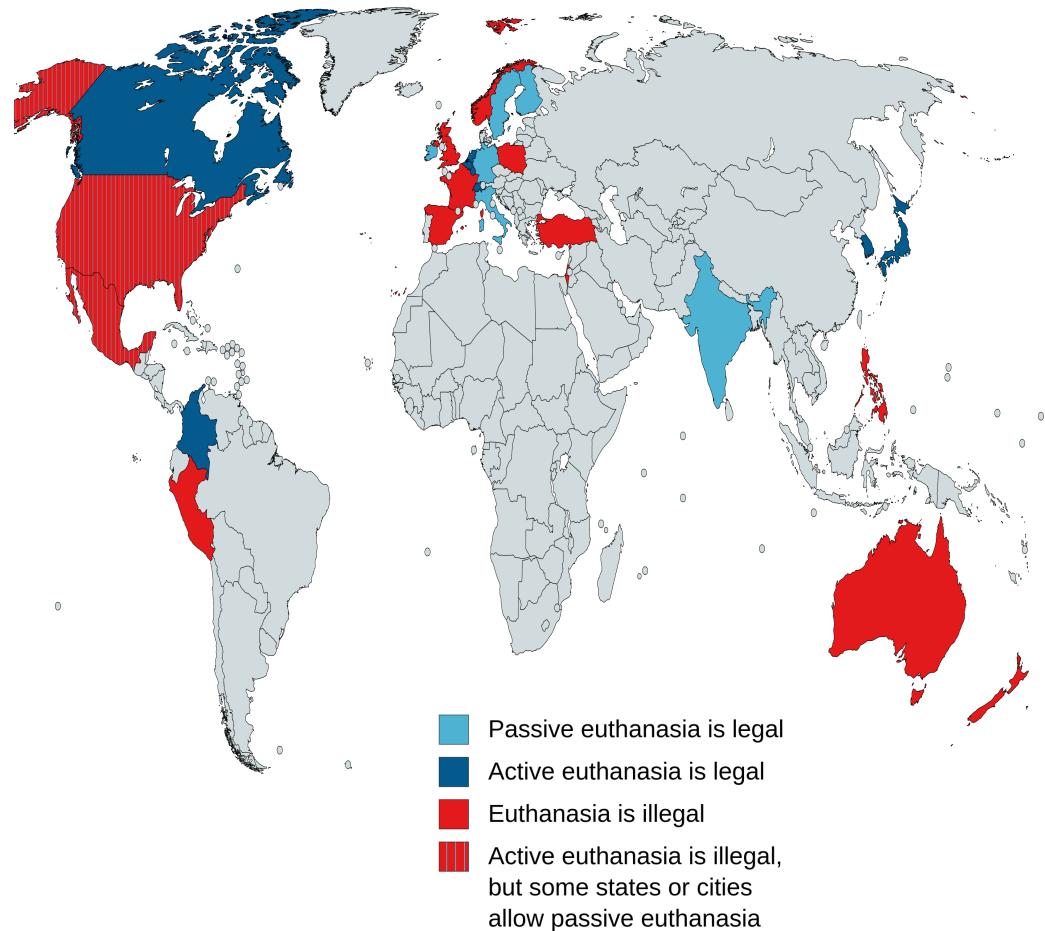 Passive euthanasia is legal
Active euthanasia is legal
Euthanasia is illegal
Active euthanasia is illegal,
but some states or cities
allow passive euthanasia